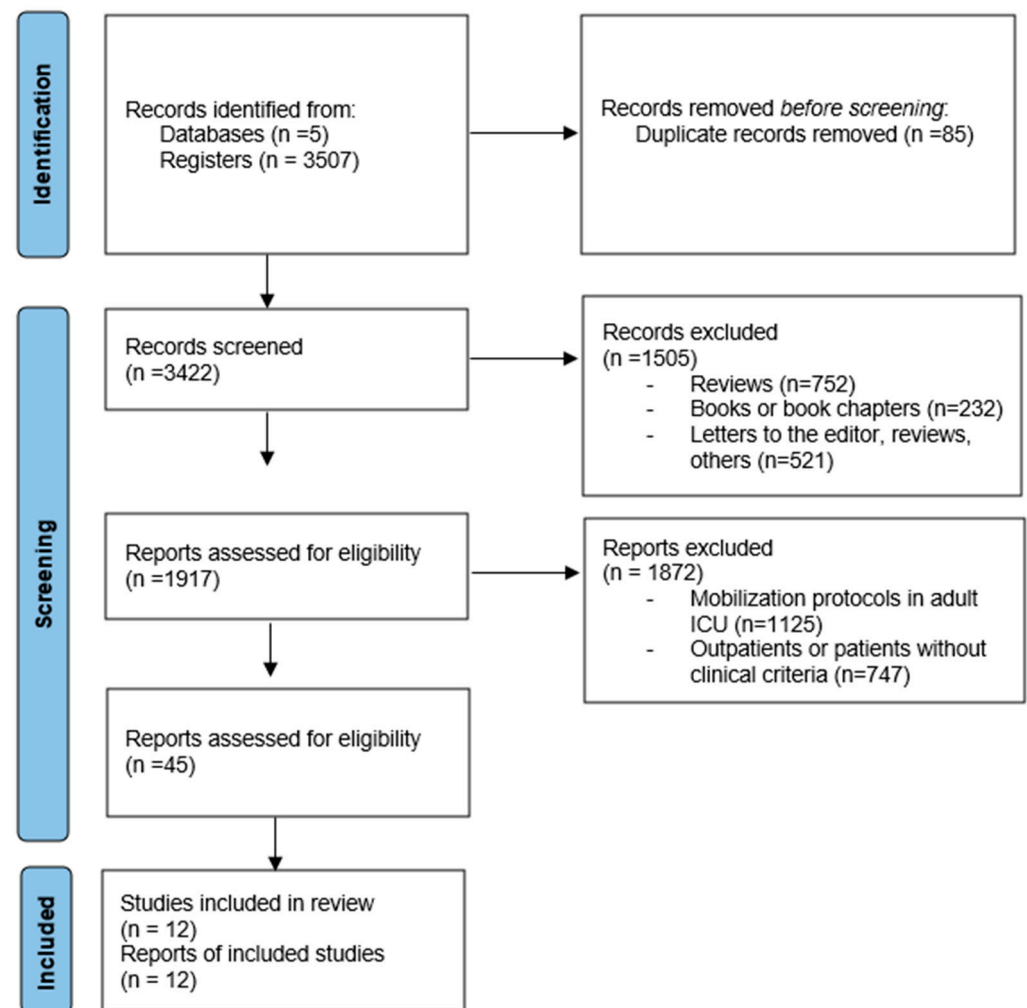 Identification
Records identified from:
Databases (n =5)
Registers (n = 3507)
Records removed before screening:
Duplicate records removed (n =85)
Screening
Records screened
(n =3422)
Records excluded
(n =1505)
- Reviews (n=752)
- Books or book chapters (n=232)
- Letters to the editor, reviews,
others (n=521)
Reports assessed for eligibility
(n =1917)
Reports excluded
(n = 1872)
- Mobilization protocols in adult
ICU (n=1125)
- Outpatients or patients without
clinical criteria (n=747)
Reports assessed for eligibility
(n =45)
Included
Studies included in review
(n = 12)
Reports of included studies
(n = 12)